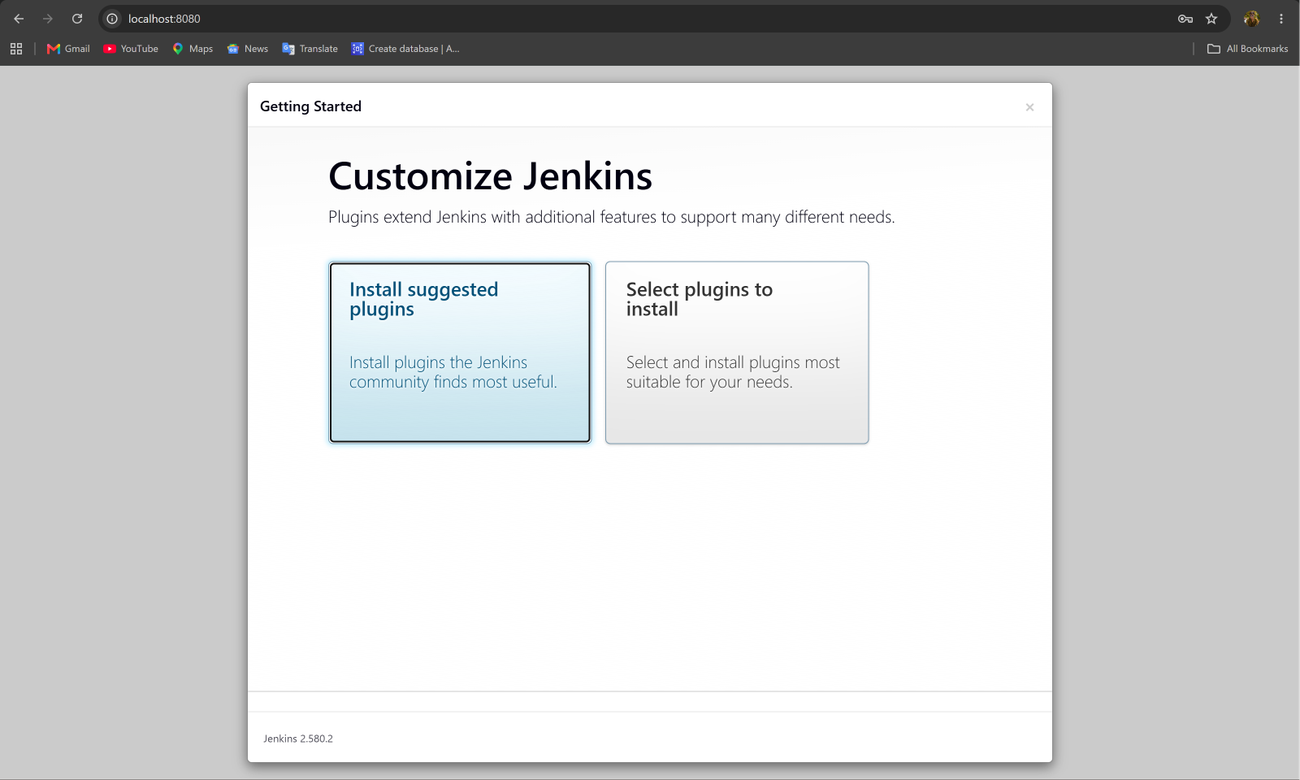 localhost:8080
Gmail
YouTube
Maps
News
Translate
Create database | A...
All Bookmarks
Getting Started
×
Customize Jenkins
Plugins extend Jenkins with additional features to support many different needs.
Install suggested
plugins
Install plugins the Jenkins
community finds most useful.
Select plugins to
install
Select and install plugins most
suitable for your needs.
Jenkins 2.580.2